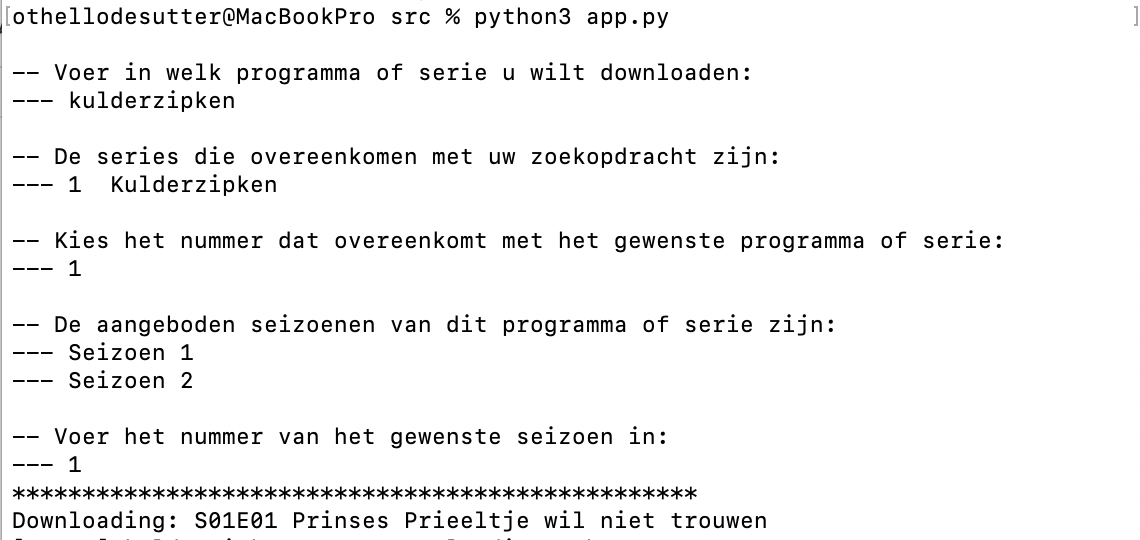 [othellodesutter@MacBookPro src % python3 app.py ]
-- Voer in welk programma of serie u wilt downloaden:
--- kulderzipken
-- De series die overeenkomen met uw zoekopdracht zijn:
--- 1  Kulderzipken
-- Kies het nummer dat overeenkomt met het gewenste programma of serie:
--- 1
-- De aangeboden seizoenen van dit programma of serie zijn:
--- Seizoen 1
--- Seizoen 2
-- Voer het nummer van het gewenste seizoen in:
--- 1
*************************************************
Downloading: S01E01 Prinses Prieeltje wil niet trouwen